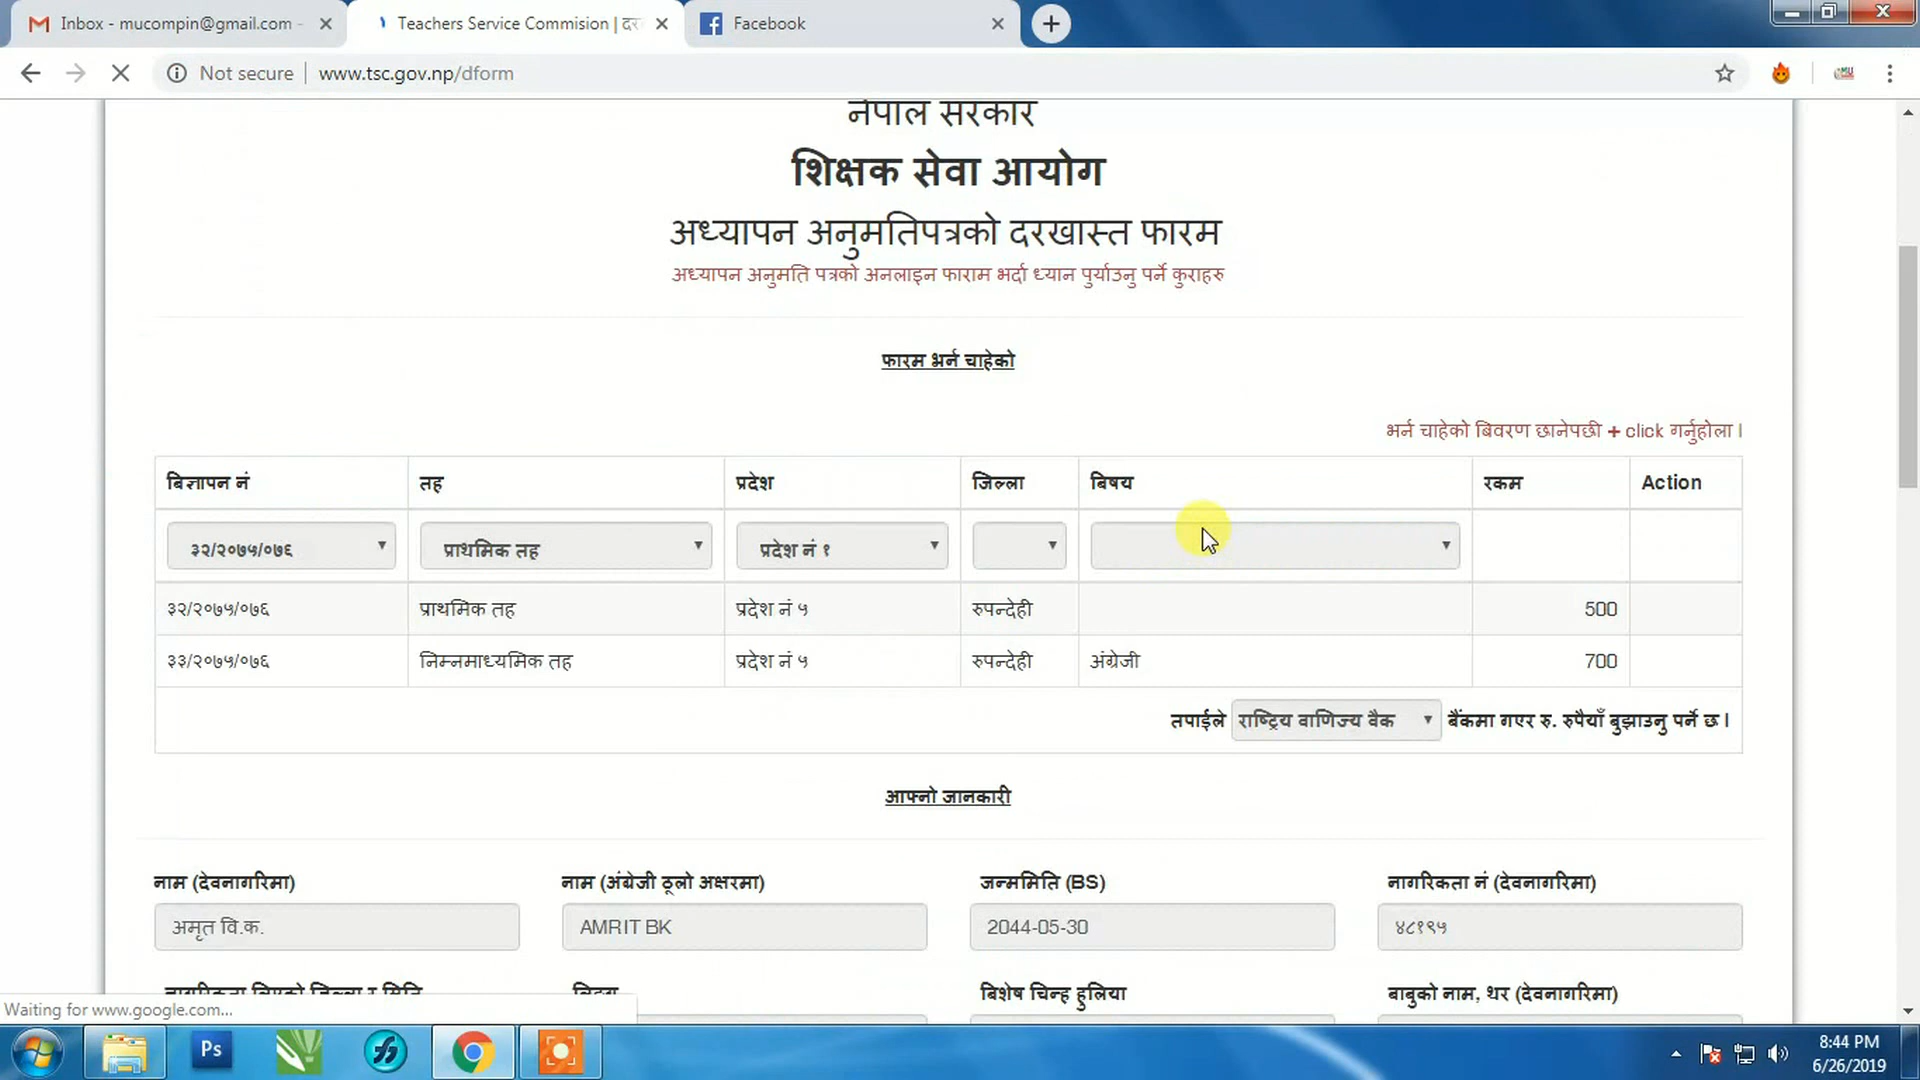 Inbox - mucompin@gmail.com -
Teachers Service Commision | दर
Facebook
Not secure
www.tsc.gov.np/dform
नेपाल सरकार
शिक्षक सेवा आयोग
अध्यापन अनुमतिपत्रको दरखास्त फारम
अध्यापन अनुमति पत्रको अनलाइन फाराम भर्दा ध्यान पुर्याउनु पर्ने कुराहरु
फारम भर्न चाहेको
भर्न चाहेको बिवरण छानेपछी + click गर्नुहोला ।
बिज्ञापन नं तह प्रदेश जिल्ला बिषय रकम Action
३२/२०७५/०७६ प्राथमिक तह प्रदेश नं १
३२/२०७५/०७६ प्राथमिक तह प्रदेश नं ५ रुपन्देही 500
३३/२०७५/०७६ निम्नमाध्यमिक तह प्रदेश नं ५ रुपन्देही अंग्रेजी 700
तपाईले राष्ट्रिय वाणिज्य वैक बैंकमा गएर रु. रुपैयाँ बुझाउनु पर्ने छ ।
आफ्नो जानकारी
नाम (देवनागरिमा) नाम (अंग्रेजी ठूलो अक्षरमा) जन्ममिति (BS) नागरिकता नं (देवनागरिमा)
अमृत वि.क. AMRIT BK 2044-05-30 ४८१९५
बिशेष चिन्ह हुलिया बाबुको नाम, थर (देवनागरिमा)
Waiting for www.google.com...
Ps
8:44 PM
6/26/2019